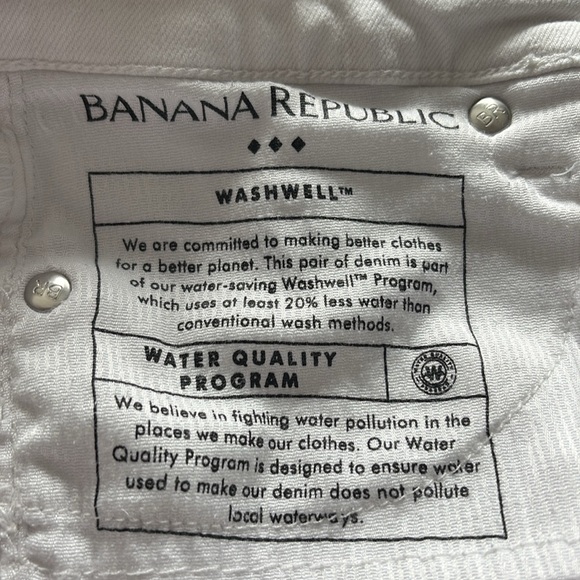 BANANA REPUBLIC
BR
WASHWELL™
We are committed to making better clothes
for a better planet. This pair of denim is part
of our water-saving Washwell™ Program,
which uses at least 20% less water than
conventional wash methods.
BR
WATER QUALITY
PROGRAM
We believe in fighting water pollution in the
places we make our clothes. Our Water
Quality Program is designed to ensure water
used to make our denim does not pollute
local waterways.